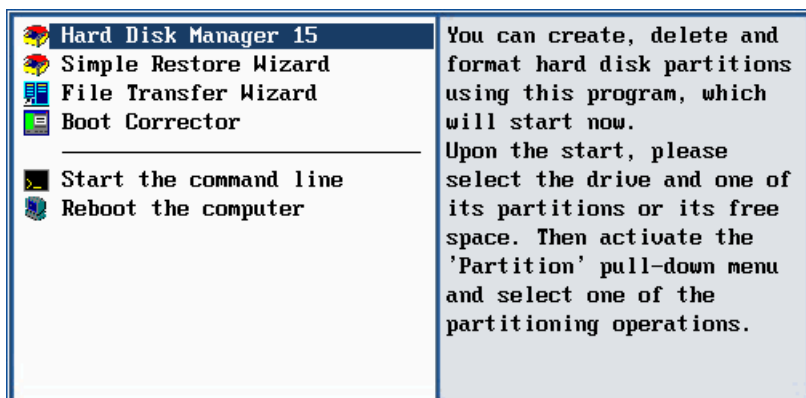 Hard Disk Manager 15
Simple Restore Wizard
File Transfer Wizard
Boot Corrector
Start the command line
Reboot the computer
You can create, delete and
format hard disk partitions
using this program, which
will start now.
Upon the start, please
select the drive and one of
its partitions or its free
space. Then activate the
'Partition' pull-down menu
and select one of the
partitioning operations.